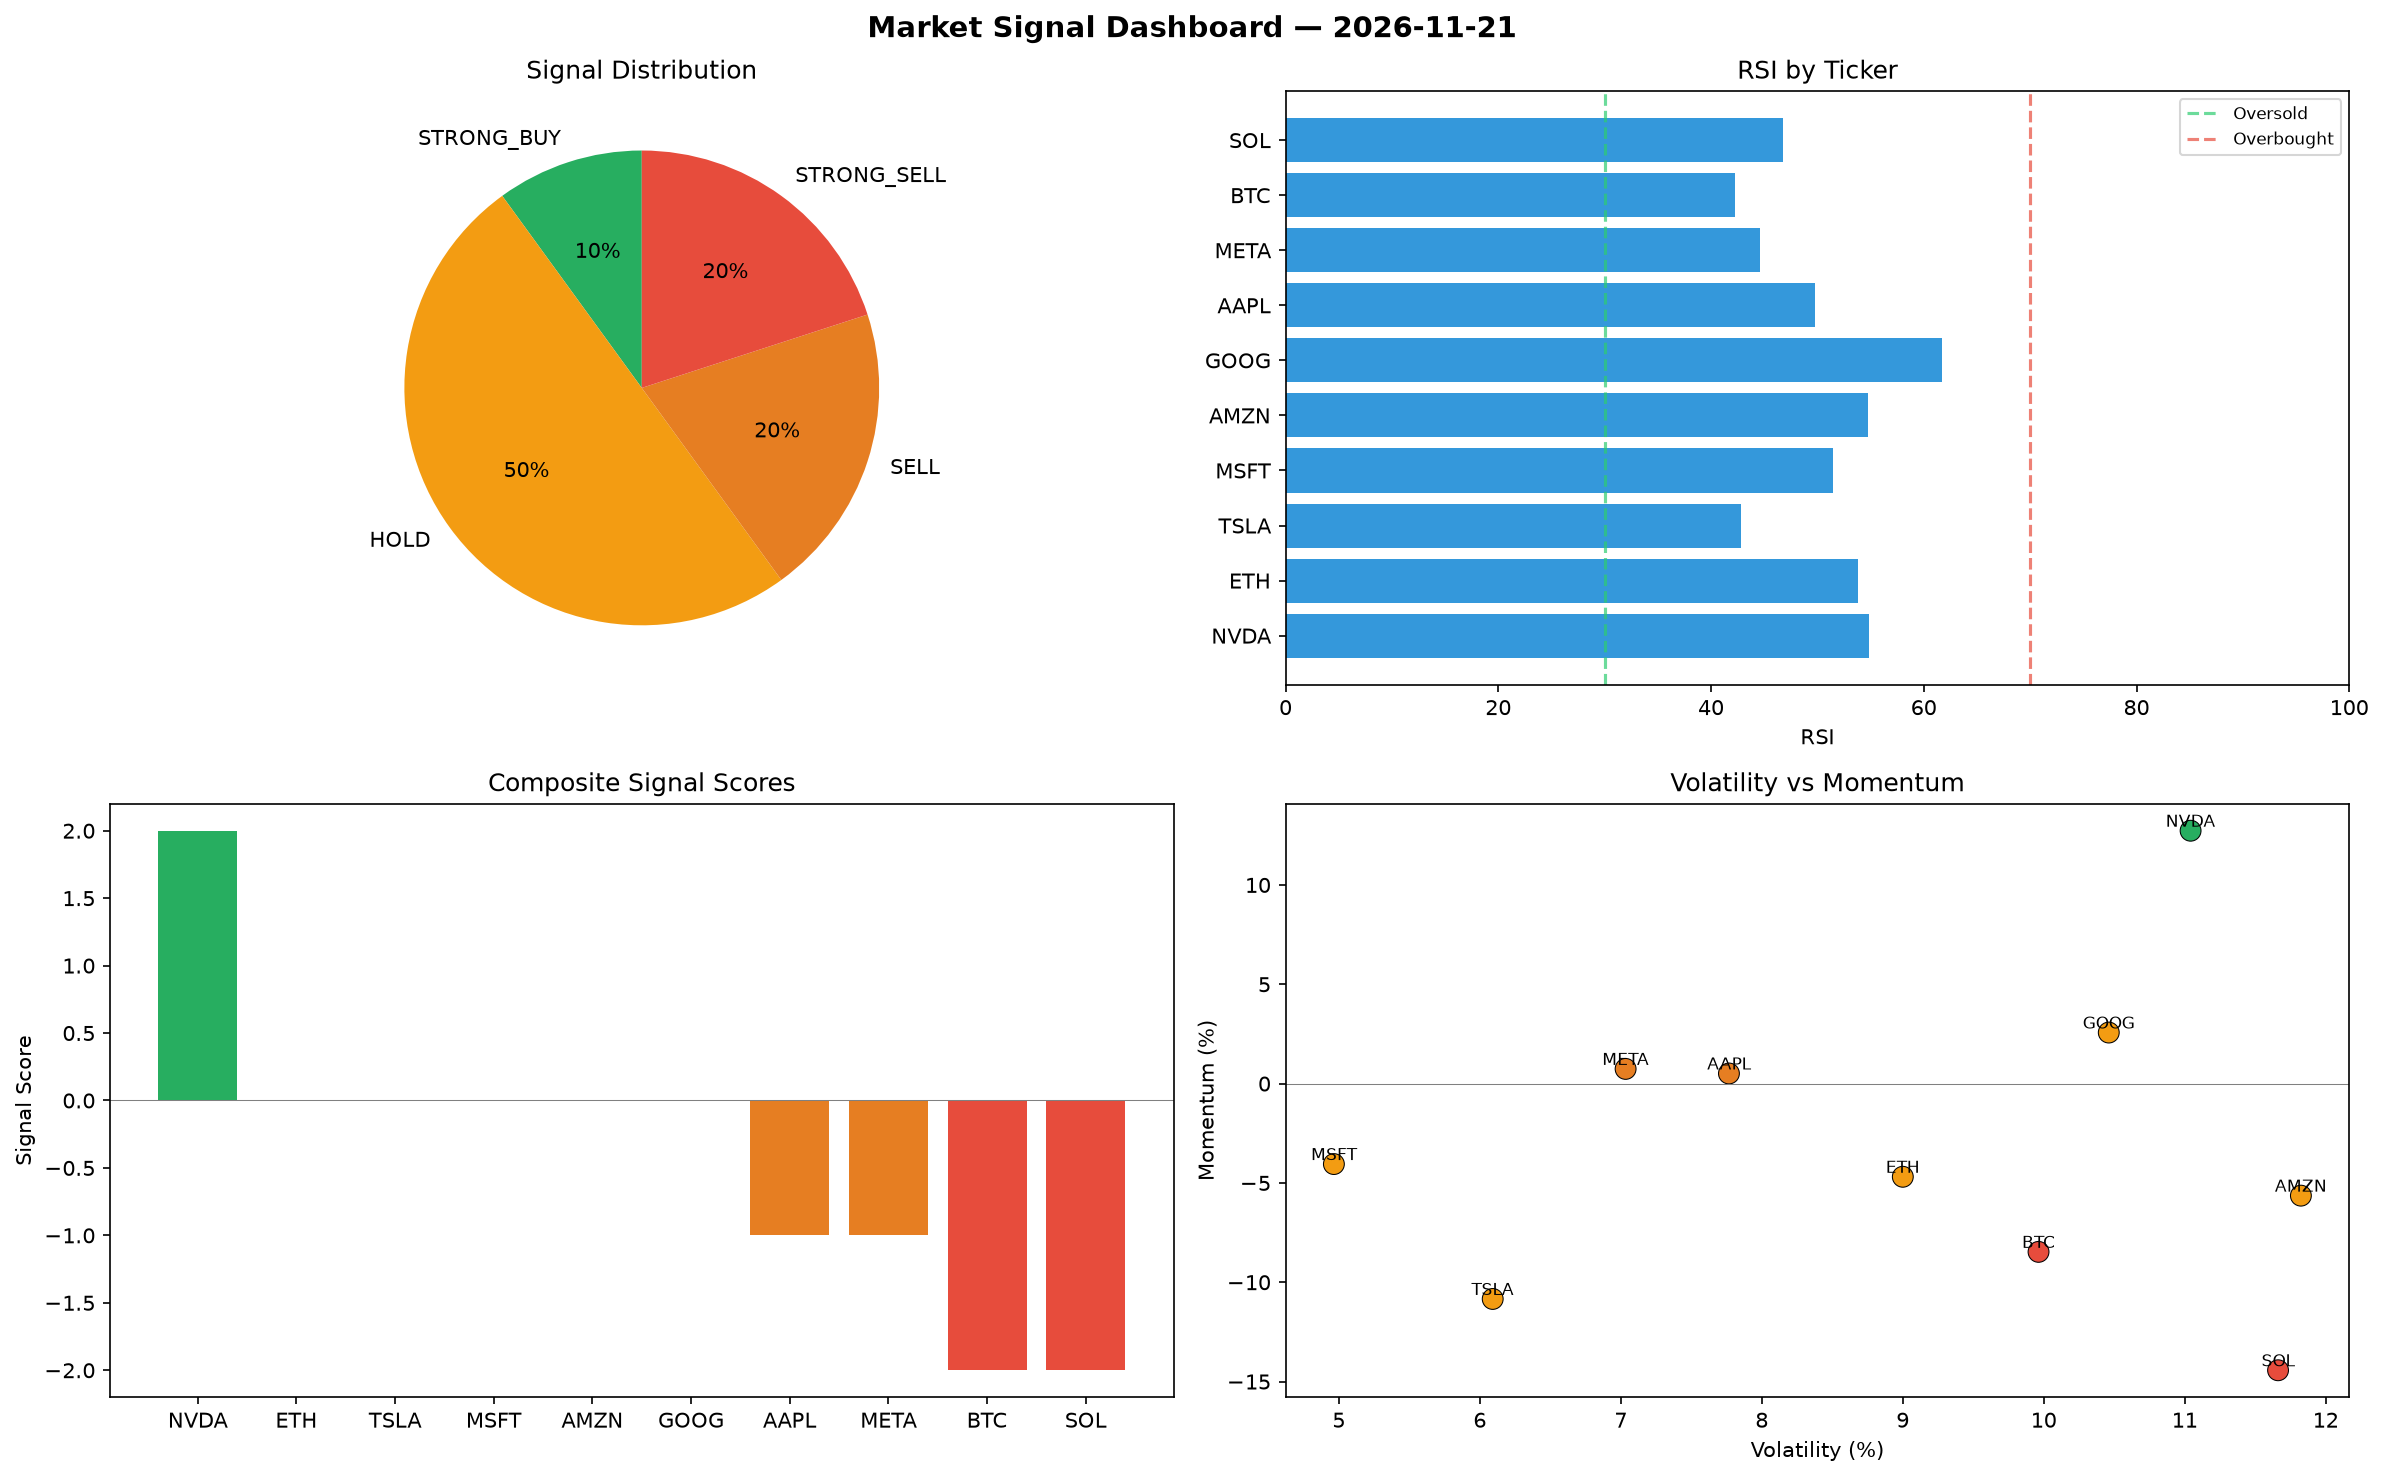 Market Signal Dashboard — 2026-11-21
Signal Distribution
STRONG_BUY
STRONG_SELL
10%
20%
20%
50%
SELL
HOLD
RSI by Ticker
Oversold
Overbought
SOL
BTC
META
AAPL
GOOG
AMZN
MSFT
TSLA
ETH
NVDA
0 20 40 60 80 100
RSI
Composite Signal Scores
Signal Score
2.0
1.5
1.0
0.5
0.0
−0.5
−1.0
−1.5
−2.0
NVDA ETH TSLA MSFT AMZN GOOG AAPL META BTC SOL
Volatility vs Momentum
Momentum (%)
10
5
0
−5
−10
−15
NVDA
GOOG
META
AAPL
MSFT
ETH
AMZN
BTC
TSLA
SOL
5 6 7 8 9 10 11 12
Volatility (%)